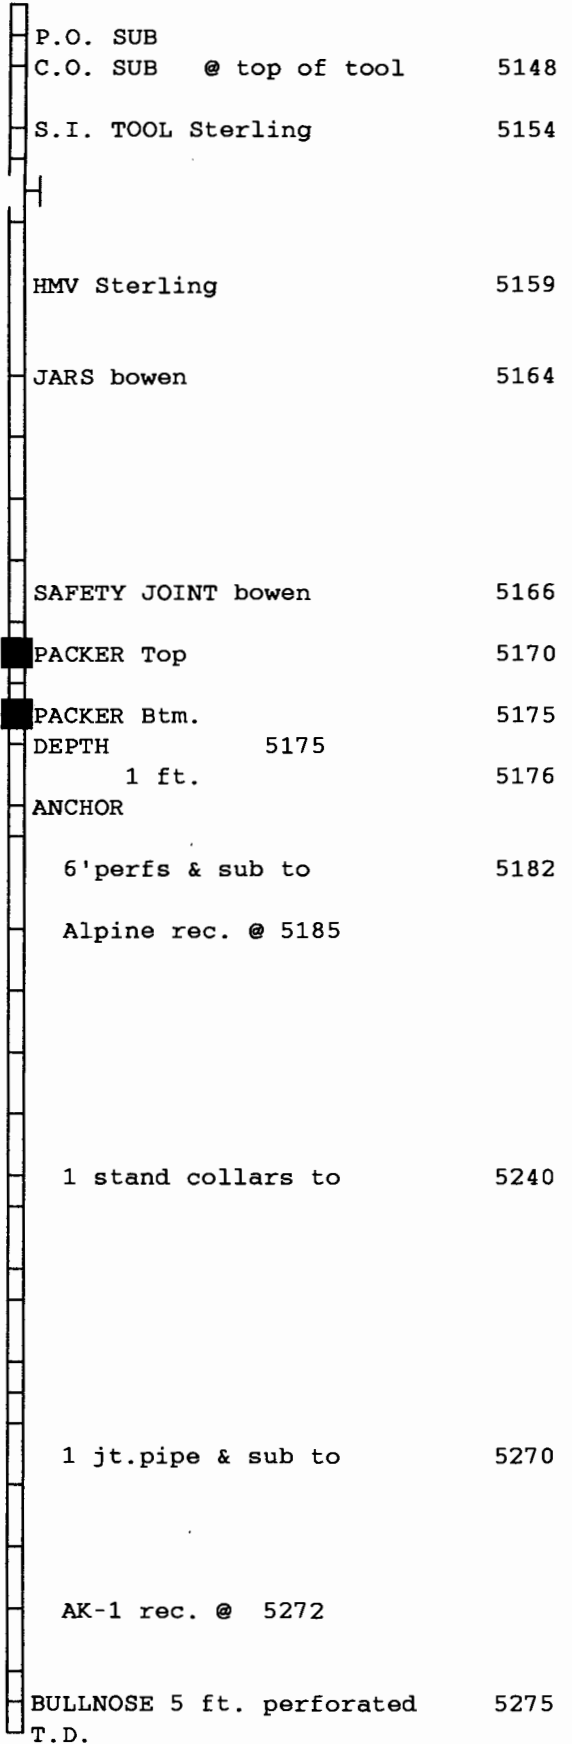 P.O. SUB
C.O. SUB @ top of tool 5148
S.I. TOOL Sterling 5154
HMV Sterling 5159
JARS bowen 5164
SAFETY JOINT bowen 5166
PACKER Top 5170
PACKER Btm. 5175
DEPTH 5175
1 ft. 5176
ANCHOR
6'perfs & sub to 5182
Alpine rec. @ 5185
1 stand collars to 5240
1 jt.pipe & sub to 5270
AK-1 rec. @ 5272
BULLNOSE 5 ft. perforated 5275
T.D.